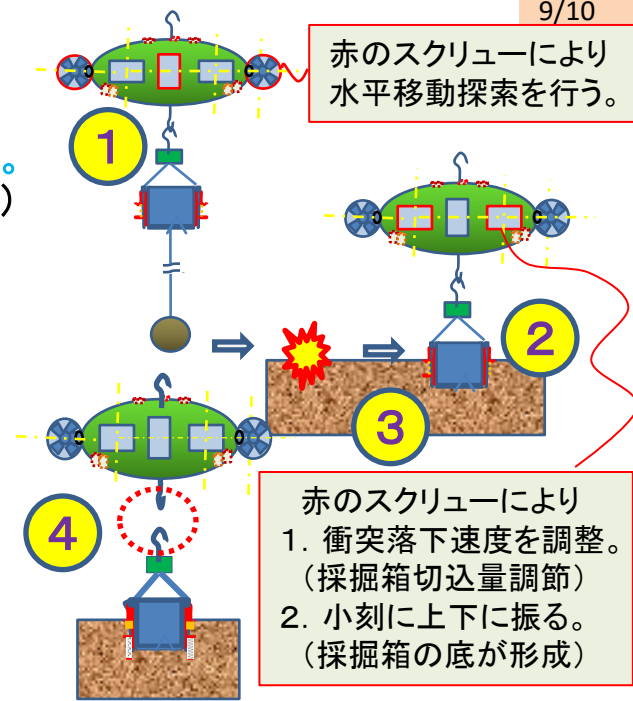 9/10
赤のスクリューにより
水平移動探索を行う。
1
。
)
2
3
4
赤のスクリューにより
1．衝突落下速度を調整。
（採掘箱切込量調節）
2．小刻に上下に振る。
（採掘箱の底が形成）